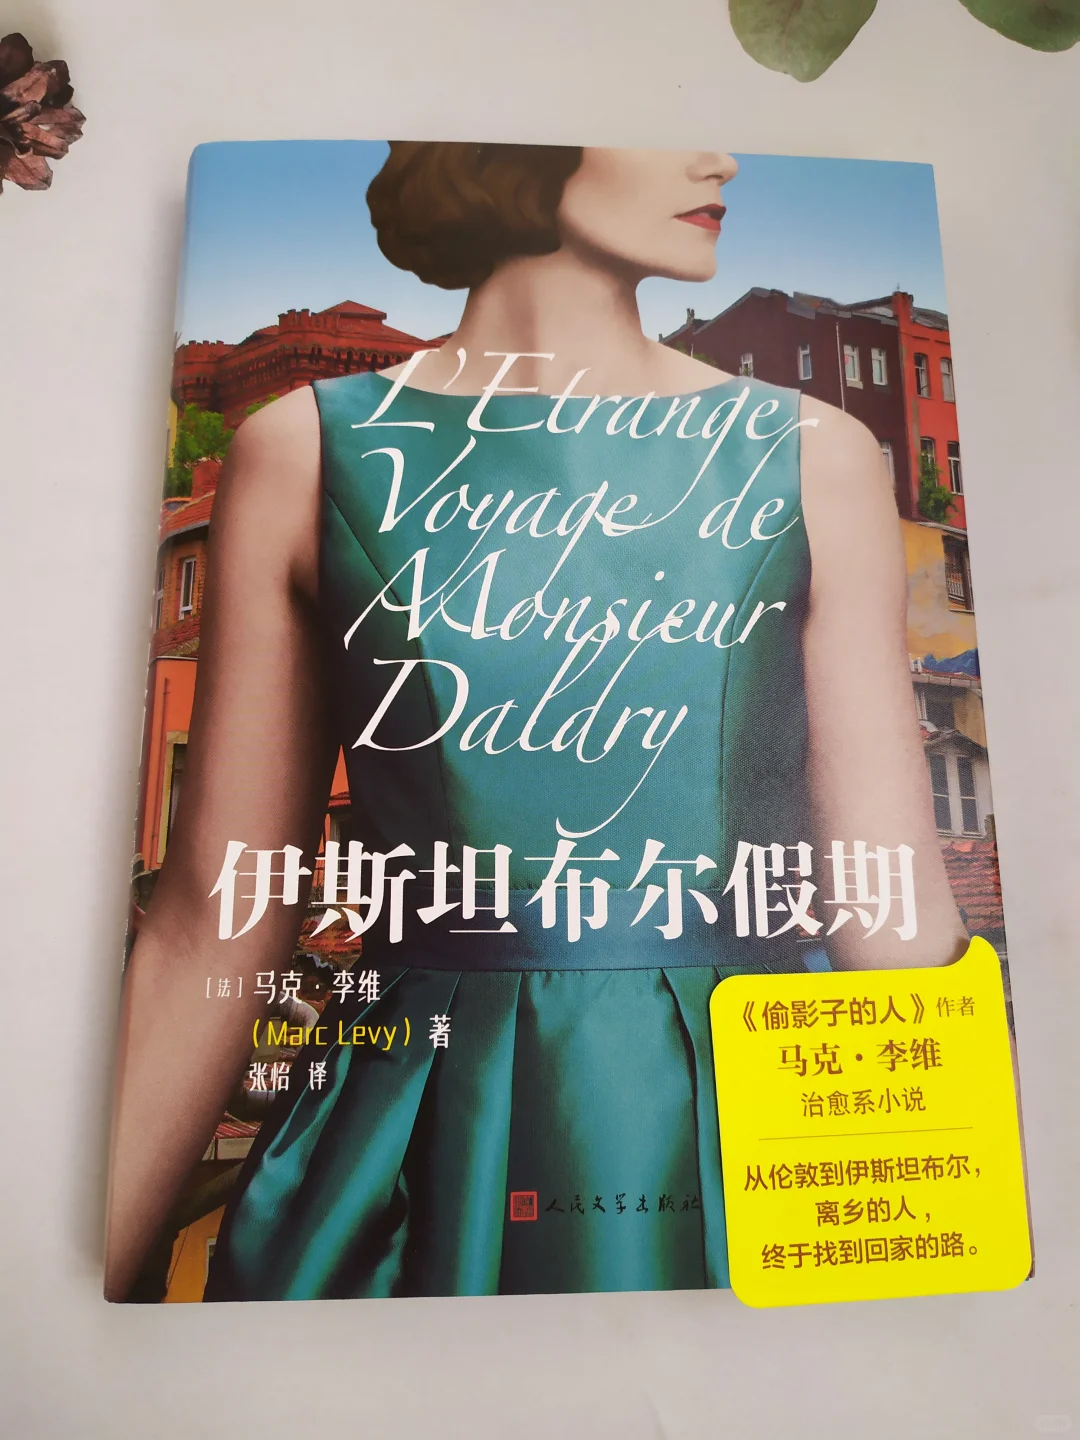 L'Etrange
Voyage de
Monsieur
Daldry
伊斯坦布尔假期
[法] 马克·李维
(Marc Levy) 著
张怡 译
人民文学出版社
《偷影子的人》作者
马克·李维
治愈系小说
从伦敦到伊斯坦布尔，
离乡的人，
终于找到回家的路。